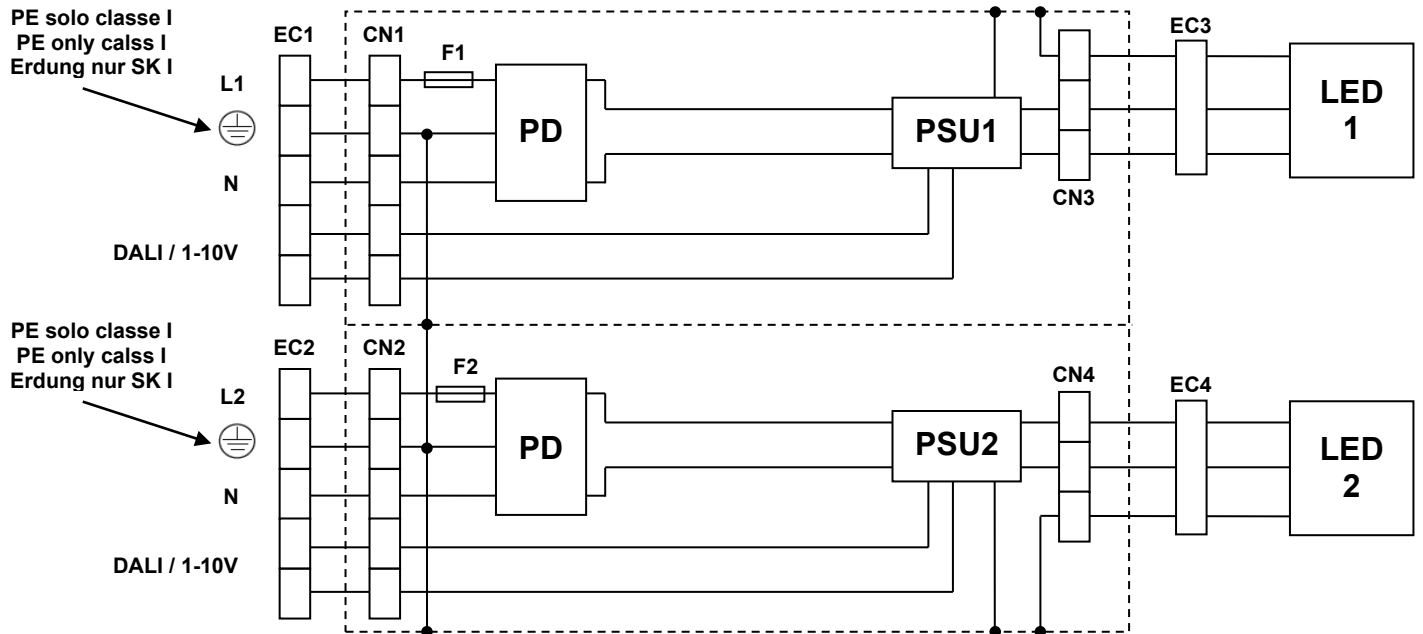 PE solo classe I
PE only calss I
Erdung nur SK I
EC1
CN1
F1
L1
N
DALI / 1-10V
PD
PSU1
CN3
EC3
LED
1
PE solo classe I
PE only calss I
Erdung nur SK I
EC2
CN2
F2
L2
N
DALI / 1-10V
PD
PSU2
CN4
EC4
LED
2